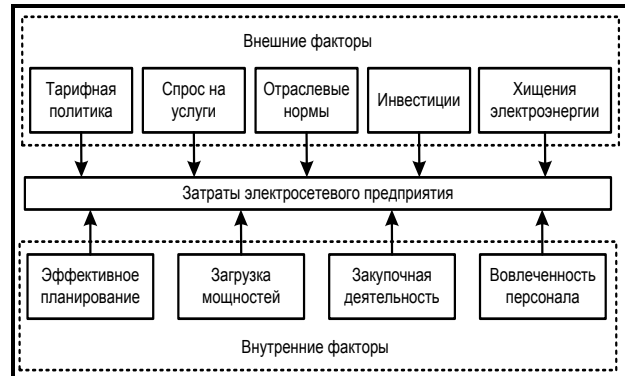 Внешние факторы
Тарифная
политика
Спрос на
услуги
Отраслевые
нормы
Инвестиции
Хищения
электроэнергии
Затраты электросетевого предприятия
Эффективное
планирование
Загрузка
мощностей
Закупочная
деятельность
Вовлеченность
персонала
Внутренние факторы